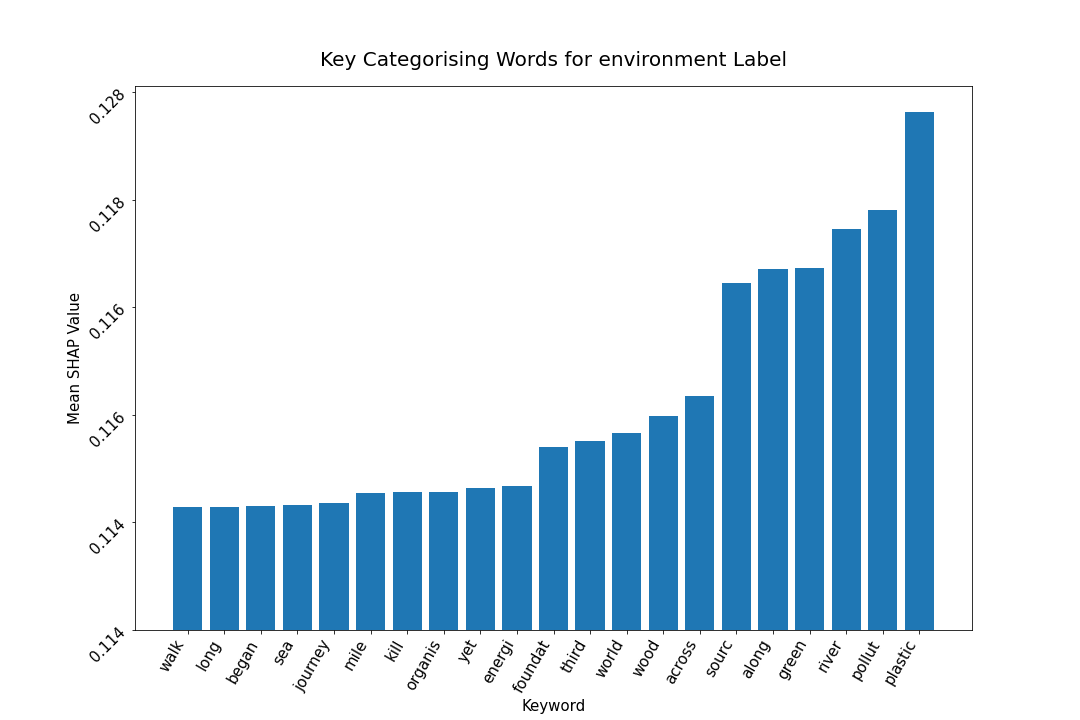 Key Categorising Words for environment Label
Mean SHAP Value
0.128
0.118
0.116
0.116
0.114
0.114
walk
long
began
sea
journey
mile
kill
organis
yet
energi
foundat
third
world
wood
across
sourc
along
green
river
pollut
plastic
Keyword